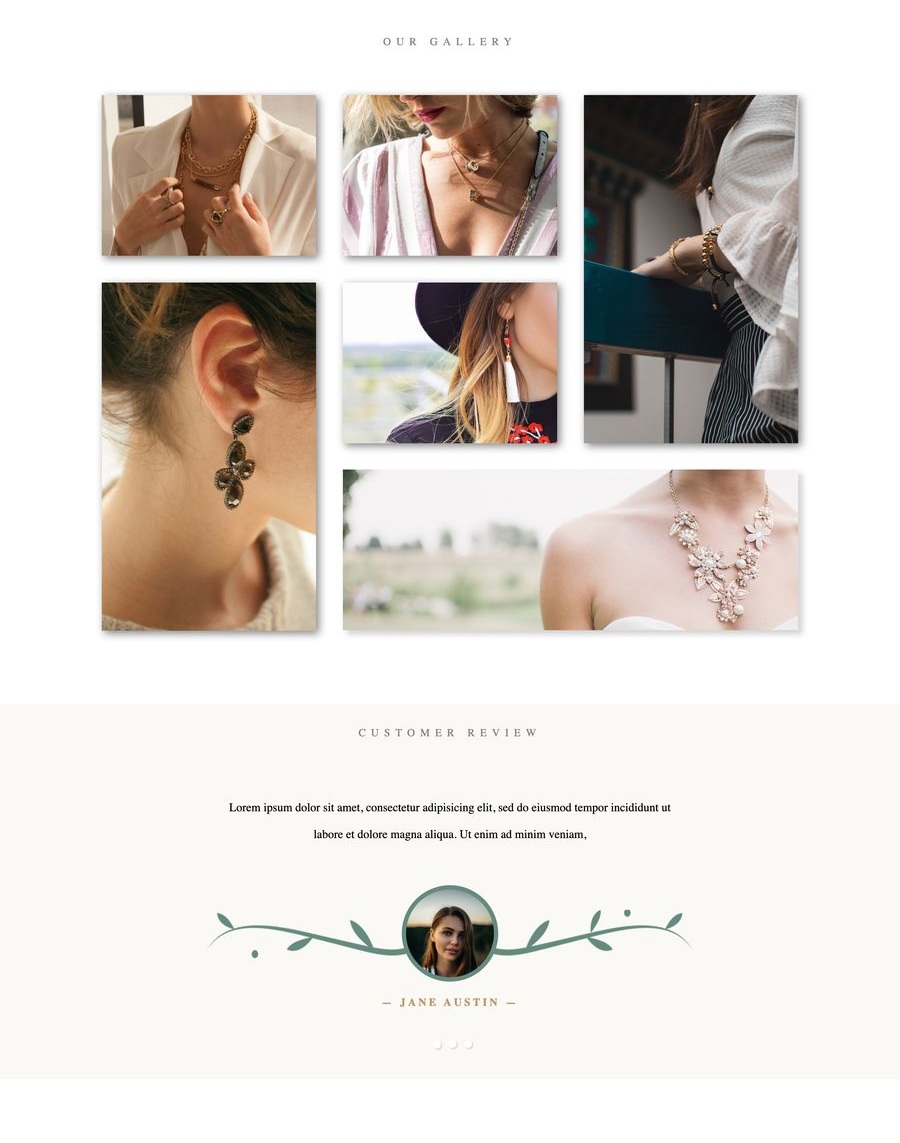 OUR GALLERY
CUSTOMER REVIEW
Lorem ipsum dolor sit amet, consectetur adipisicing elit, sed do eiusmod tempor incididunt ut
labore et dolore magna aliqua. Ut enim ad minim veniam,
— JANE AUSTIN —